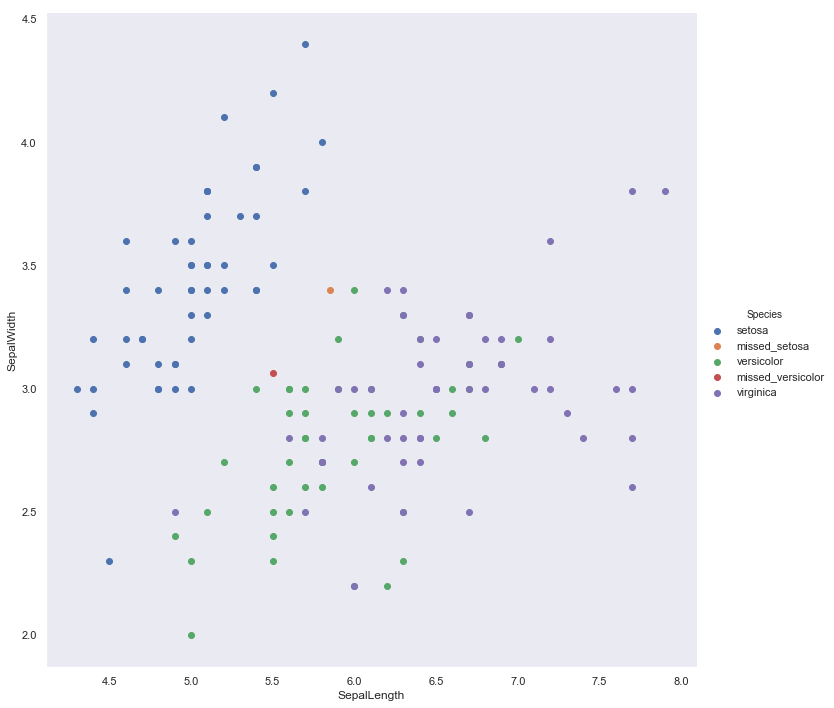 4.5
4.0
3.5
3.0
2.5
2.0
SepalWidth
4.5 5.0 5.5 6.0 6.5 7.0 7.5 8.0
SepalLength
Species
setosa
missed_setosa
versicolor
missed_versicolor
virginica